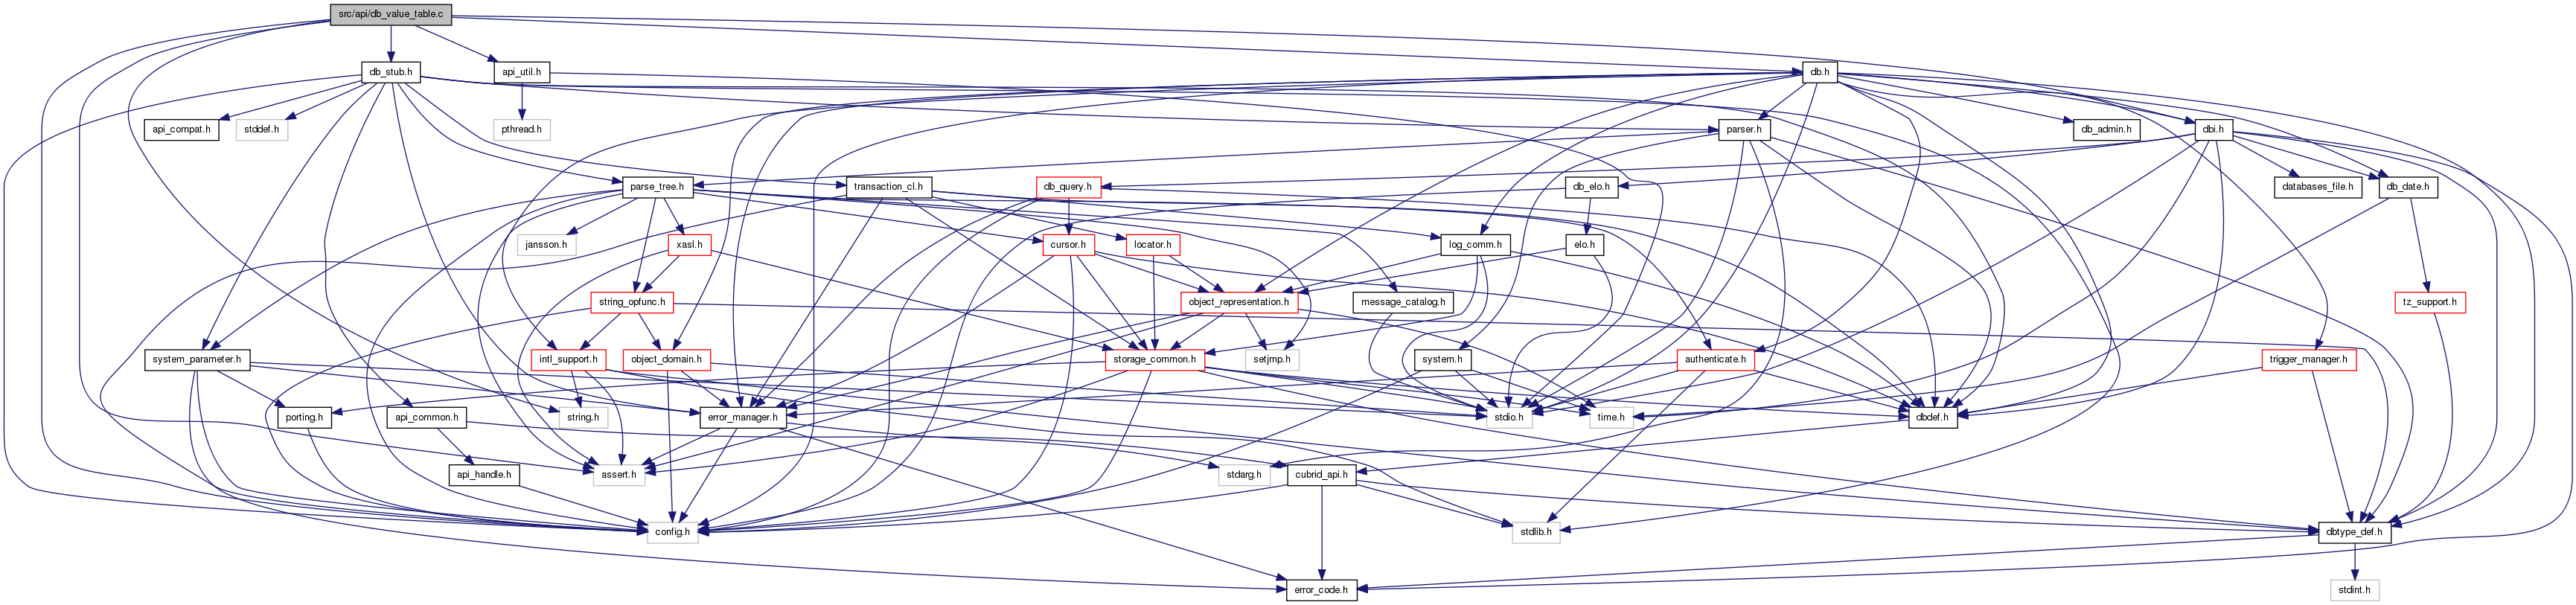 src/api/db_value_table.c
db_stub.h
api_util.h
db.h
api_compat.h
stddef.h
pthread.h
parser.h
db_admin.h
dbi.h
parse_tree.h
transaction_cl.h
db_query.h
db_elo.h
databases_file.h
db_date.h
jansson.h
xasl.h
cursor.h
locator.h
log_comm.h
elo.h
string_opfunc.h
object_representation.h
message_catalog.h
tz_support.h
system_parameter.h
intl_support.h
object_domain.h
storage_common.h
setjmp.h
system.h
authenticate.h
trigger_manager.h
porting.h
api_common.h
string.h
error_manager.h
stdio.h
time.h
dbdef.h
api_handle.h
assert.h
stdarg.h
cubrid_api.h
config.h
stdlib.h
dbtype_def.h
error_code.h
stdint.h